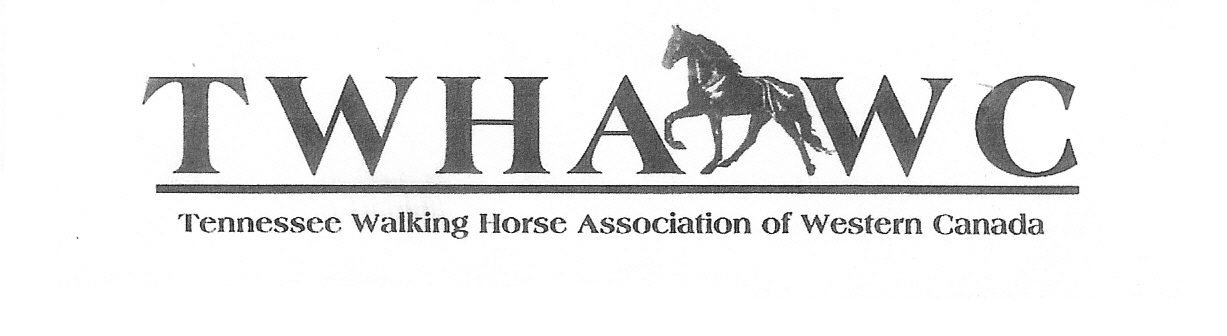 TWHAWC
Tennessee Walking Horse Association of Western Canada